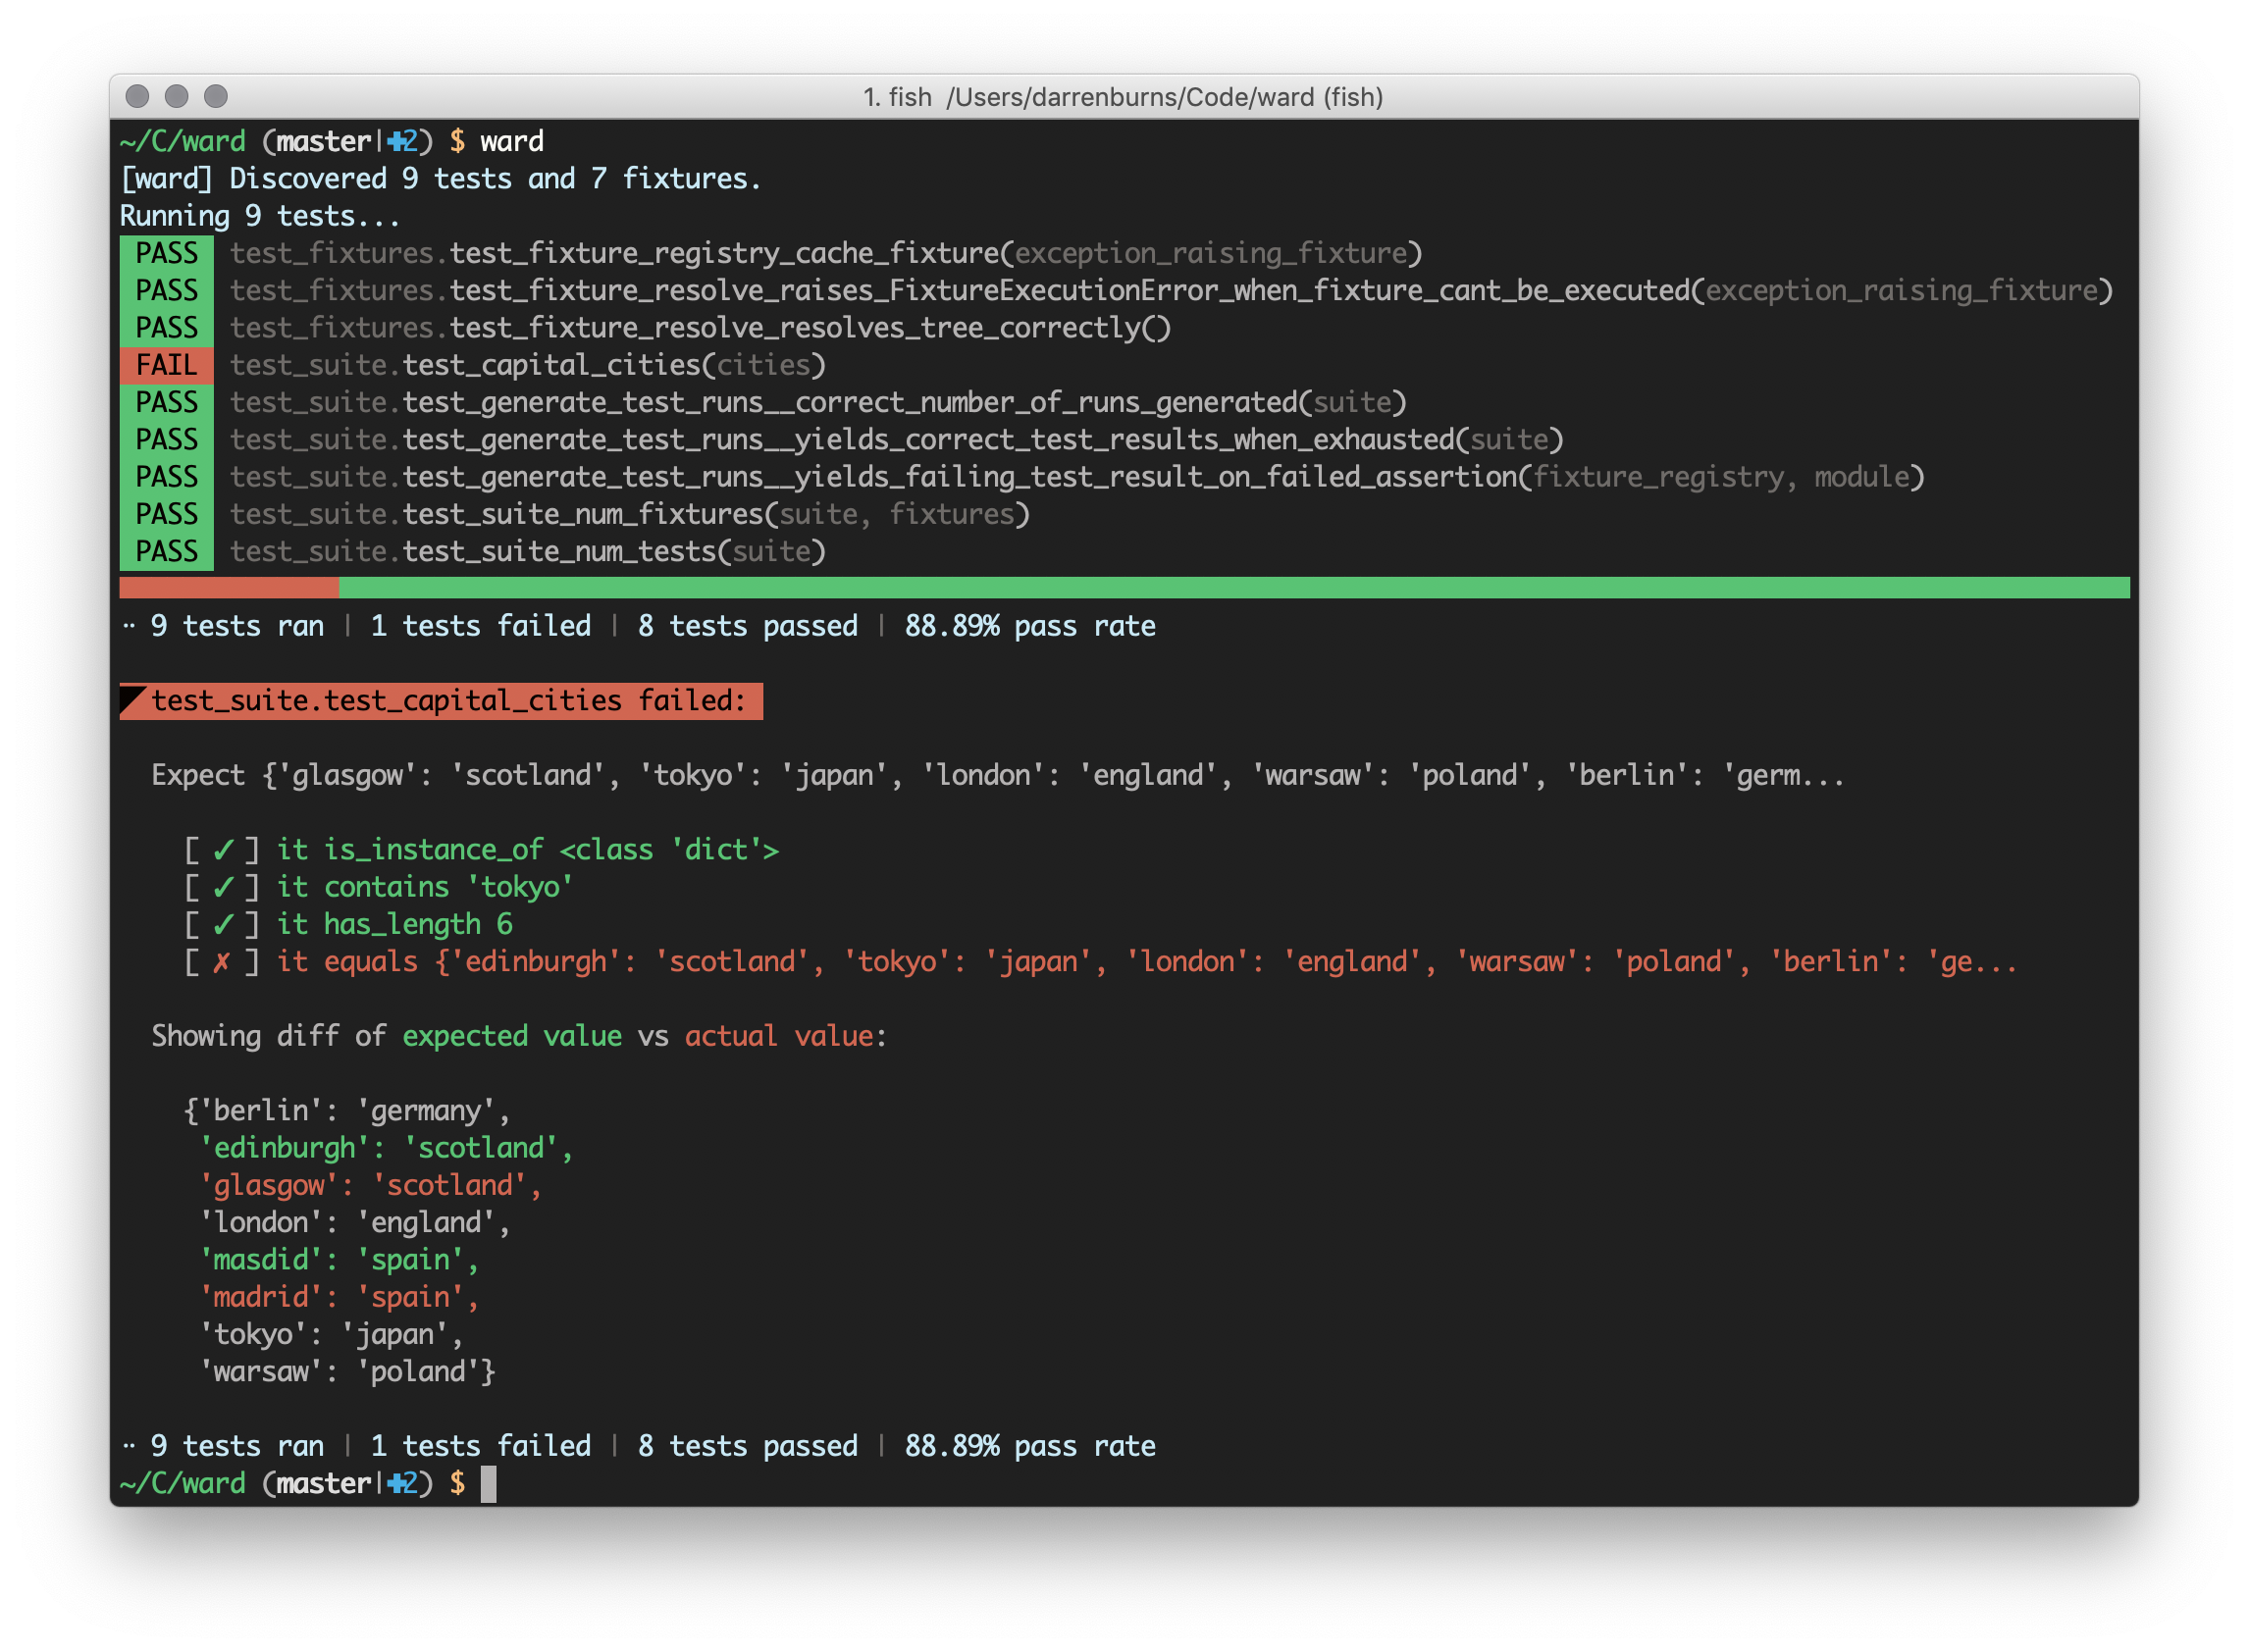 1. fish  /Users/darrenburns/Code/ward (fish)
~/C/ward (master|✚2) $ ward
[ward] Discovered 9 tests and 7 fixtures.
Running 9 tests...
PASS test_fixtures.test_fixture_registry_cache_fixture(exception_raising_fixture)
PASS test_fixtures.test_fixture_resolve_raises_FixtureExecutionError_when_fixture_cant_be_executed(exception_raising_fixture)
PASS test_fixtures.test_fixture_resolve_resolves_tree_correctly()
FAIL test_suite.test_capital_cities(cities)
PASS test_suite.test_generate_test_runs__correct_number_of_runs_generated(suite)
PASS test_suite.test_generate_test_runs__yields_correct_test_results_when_exhausted(suite)
PASS test_suite.test_generate_test_runs__yields_failing_test_result_on_failed_assertion(fixture_registry, module)
PASS test_suite.test_suite_num_fixtures(suite, fixtures)
PASS test_suite.test_suite_num_tests(suite)
·· 9 tests ran | 1 tests failed | 8 tests passed | 88.89% pass rate
◤ test_suite.test_capital_cities failed:
Expect {'glasgow': 'scotland', 'tokyo': 'japan', 'london': 'england', 'warsaw': 'poland', 'berlin': 'germ...
[ ✓ ] it is_instance_of <class 'dict'>
[ ✓ ] it contains 'tokyo'
[ ✓ ] it has_length 6
[ ✗ ] it equals {'edinburgh': 'scotland', 'tokyo': 'japan', 'london': 'england', 'warsaw': 'poland', 'berlin': 'ge...
Showing diff of expected value vs actual value:
{'berlin': 'germany',
'edinburgh': 'scotland',
'glasgow': 'scotland',
'london': 'england',
'masdid': 'spain',
'madrid': 'spain',
'tokyo': 'japan',
'warsaw': 'poland'}
·· 9 tests ran | 1 tests failed | 8 tests passed | 88.89% pass rate
~/C/ward (master|✚2) $